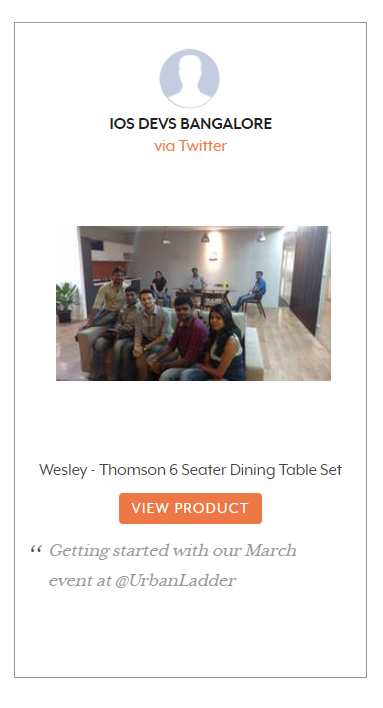 IOS DEVS BANGALORE
via Twitter
Wesley - Thomson 6 Seater Dining Table Set
VIEW PRODUCT
“ Getting started with our March
event at @UrbanLadder